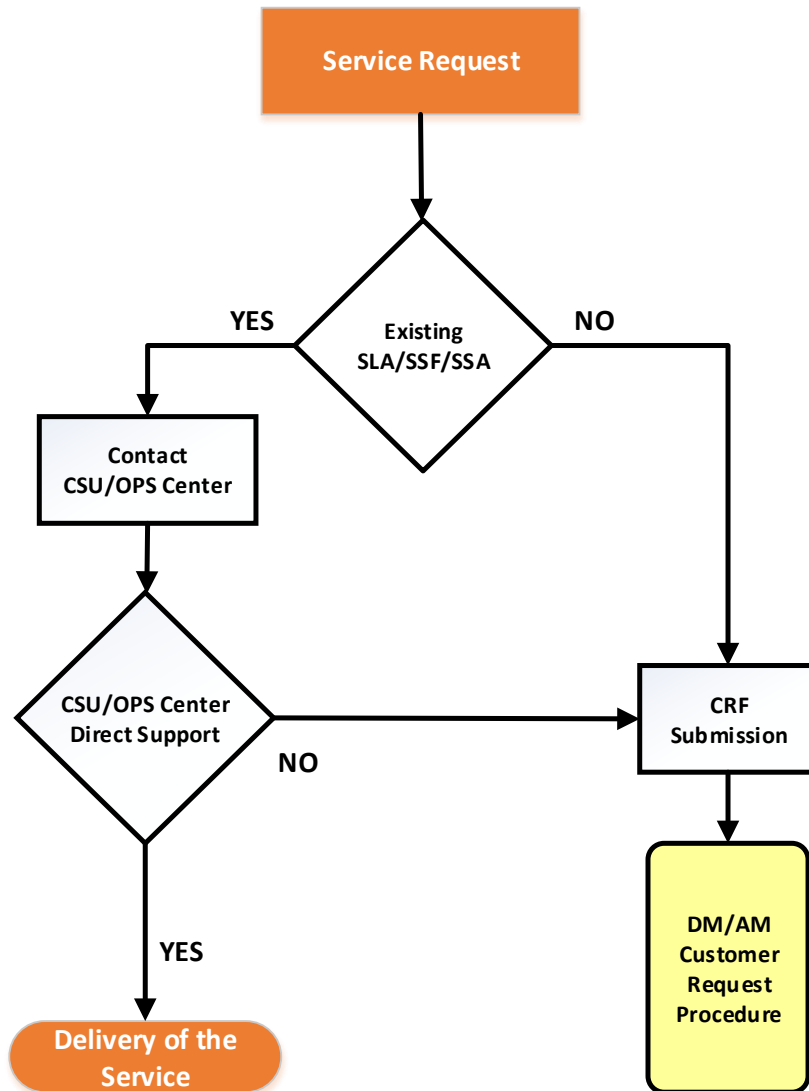 Service Request
YES
NO
Existing
SLA/SSF/SSA
Contact
CSU/OPS Center
CSU/OPS Center
Direct Support
NO
CRF
Submission
YES
DM/AM
Customer
Request
Procedure
Delivery of the
Service